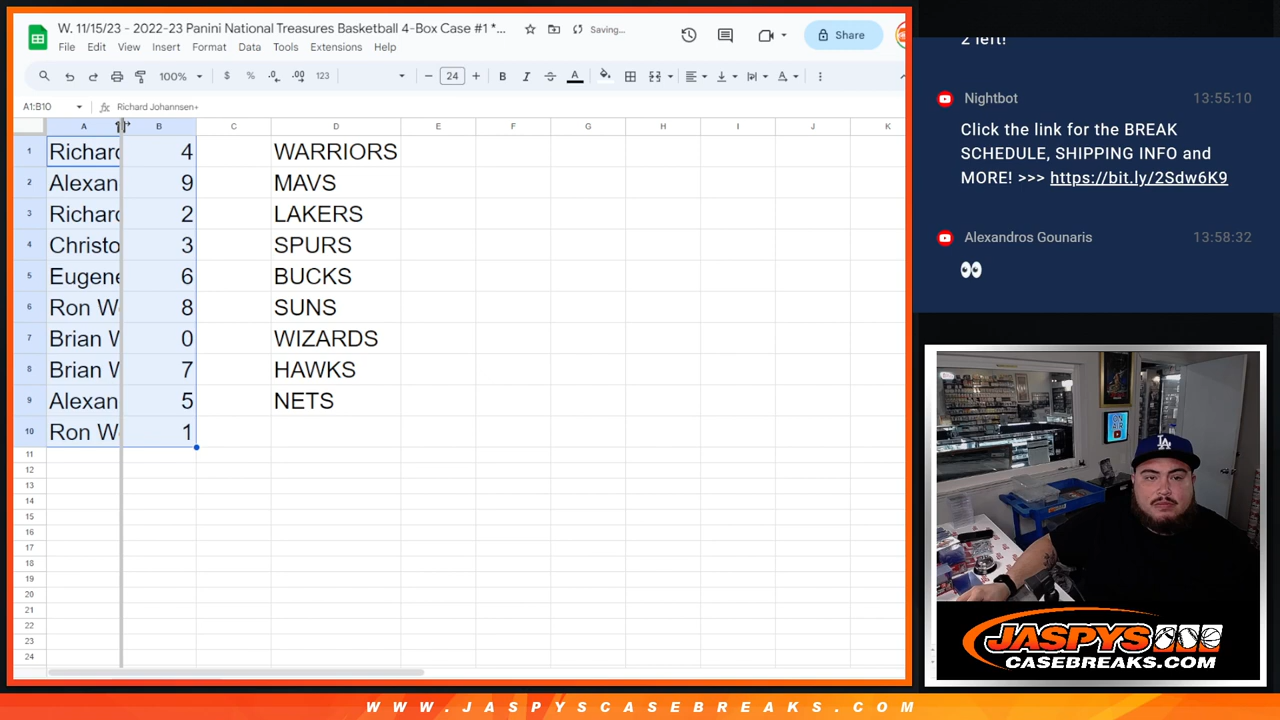 W. 11/15/23 - 2022-23 Panini National Treasures Basketball 4-Box Case #1 *...
Saving...
Share
File Edit View Insert Format Data Tools Extensions Help
100% $ % .0 .00 123 24 B I A
A1:B10 fx Richard Johannsen+
A B C D E F G H I J K
1 Richard 4 WARRIORS
2 Alexan 9 MAVS
3 Richard 2 LAKERS
4 Christo 3 SPURS
5 Eugene 6 BUCKS
6 Ron W 8 SUNS
7 Brian W 0 WIZARDS
8 Brian W 7 HAWKS
9 Alexan 5 NETS
10 Ron W 1
11
12
13
14
15
16
17
18
19
20
21
22
23
24
2 left!
Nightbot 13:55:10
Click the link for the BREAK
SCHEDULE, SHIPPING INFO and
MORE! >>> https://bit.ly/2Sdw6K9
Alexandros Gounaris 13:58:32
👀
LA
JASPYS
CASEBREAKS.COM
WWW.JASPYSCASEBREAKS.COM